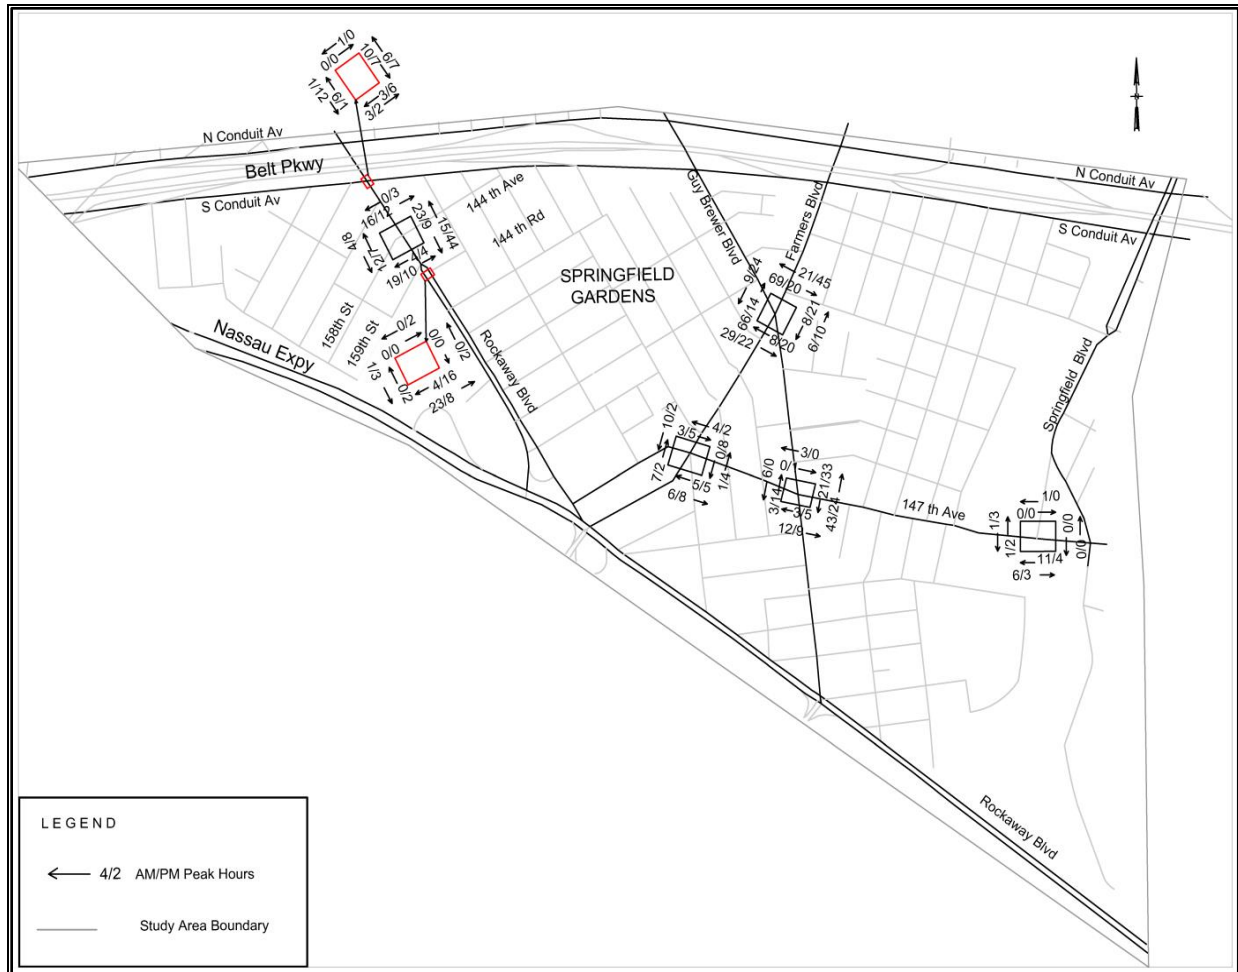 1/0
0/0
6/7
10/7
6/1
1/12
3/6
3/2
N Conduit Av
Belt Pkwy
S Conduit Av
N Conduit Av
S Conduit Av
0/3
16/12
23/9
15/44
4/8
12/7
4/4
19/10
144 th Ave
144 th Rd
Guy Brewer Blvd
Farmers Blvd
SPRINGFIELD
GARDENS
9/24
21/45
69/20
66/14
8/21
6/10
8/20
29/22
158th St
159th St
Nassau Expy
Rockaway Blvd
Springfield Blvd
0/2
0/0
0/0
0/2
1/3
0/2
4/16
23/8
10/2
4/2
3/5
0/8
7/2
1/4
5/5
6/8
3/0
6/0
21/33
3/14
43/24
3/5
12/9
147 th Ave
1/0
0/0
1/3
0/0
1/2
0/0
11/4
6/3
Rockaway Blvd
LEGEND
4/2 AM/PM Peak Hours
Study Area Boundary